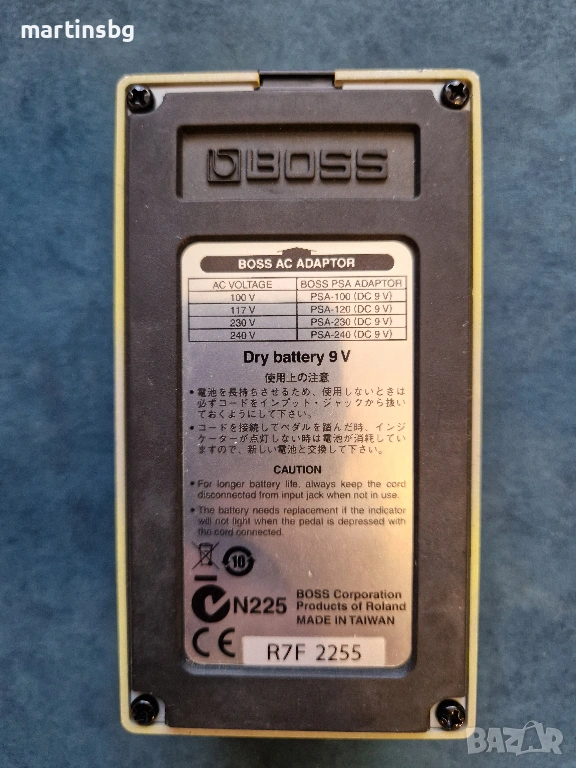 martinsbg
BOSS
BOSS AC ADAPTOR
AC VOLTAGE BOSS PSA ADAPTOR
100 V PSA-100 (DC 9 V)
117 V PSA-120 (DC 9 V)
230 V PSA-230 (DC 9 V)
240 V PSA-240 (DC 9 V)
Dry battery 9 V
使用上の注意
• 電池を長持ちさせるため、使用しないときは
必ずコードをインプット・ジャックから抜い
ておくようにして下さい。
• コードを接続してペダルを踏んだ時、インジ
ケーターが点灯しない時は電池が消耗してい
ますので、新しい電池と交換して下さい。
CAUTION
• For longer battery life, always keep the cord
disconnected from input jack when not in use.
• The battery needs replacement if the indicator
will not light when the pedal is depressed with
the cord connected.
10
N225
BOSS Corporation
Products of Roland
MADE IN TAIWAN
CE
R7F 2255
BAZAR